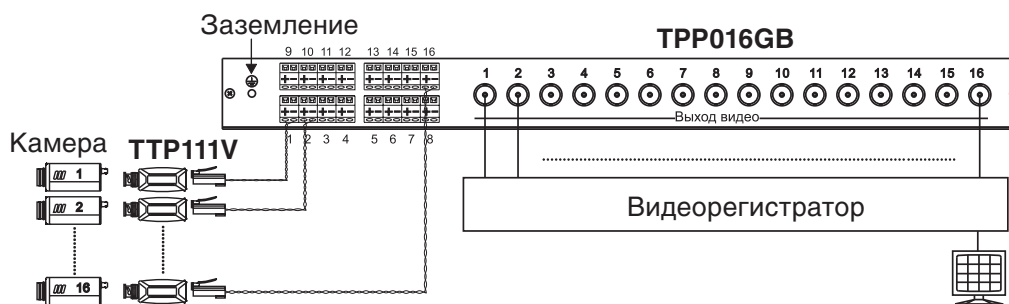 Заземление
TPP016GB
9 10 11 12 13 14 15 16
+- +- +- +- +- +- +- +-
1 2 3 4 5 6 7 8 9 10 11 12 13 14 15 16
+- +- +- +- +- +- +- +-
Выход видео
1 2 3 4 5 6 7 8
Камера TTP111V
1
2
Видеорегистратор
16